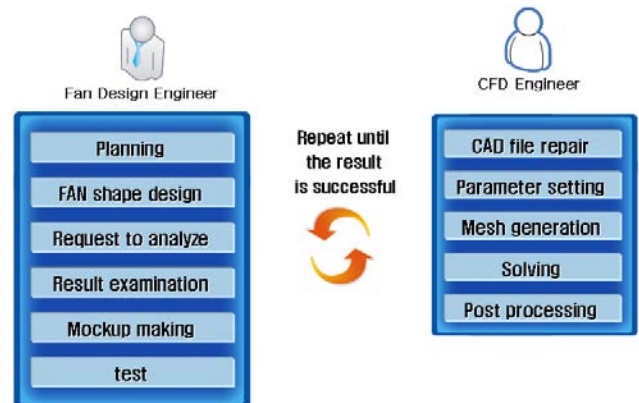 Fan Design Engineer
Planning
FAN shape design
Request to analyze
Result examination
Mockup making
test
Repeat until
the result
is successful
CFD Engineer
CAD file repair
Parameter setting
Mesh generation
Solving
Post processing